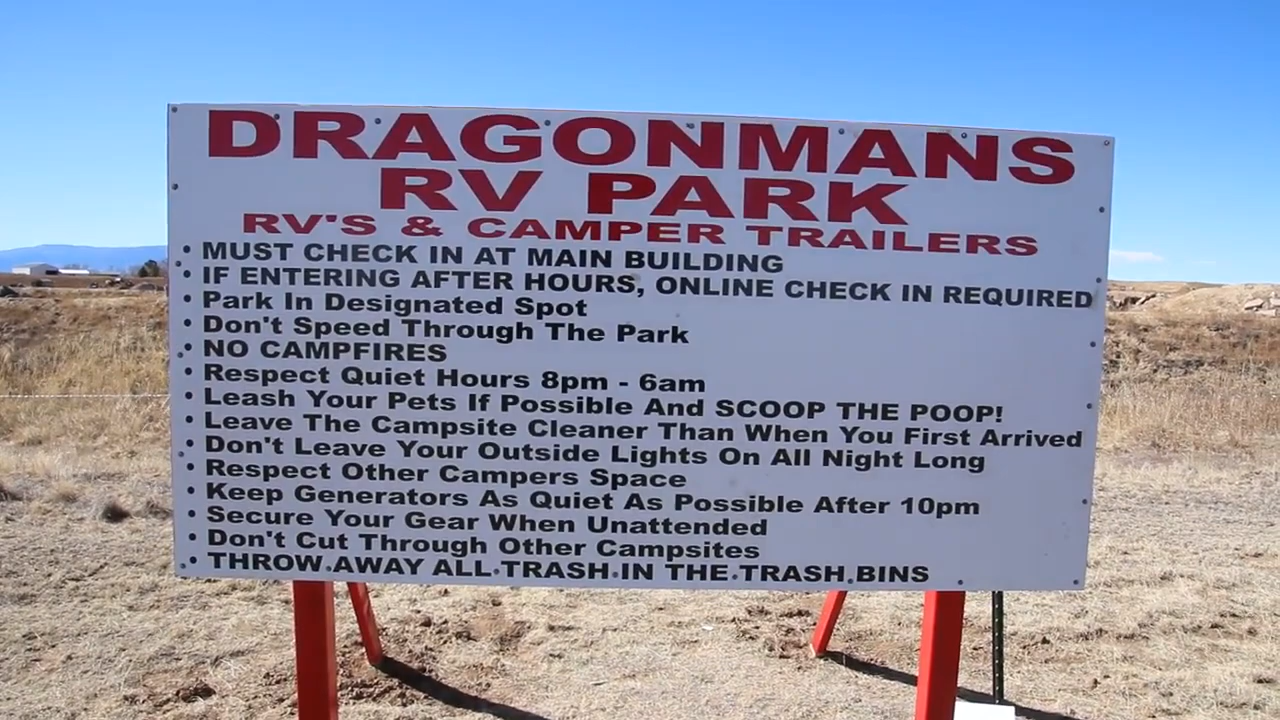 DRAGONMANS
RV PARK
RV'S & CAMPER TRAILERS
• MUST CHECK IN AT MAIN BUILDING
• IF ENTERING AFTER HOURS, ONLINE CHECK IN REQUIRED
• Park In Designated Spot
• Don't Speed Through The Park
• NO CAMPFIRES
• Respect Quiet Hours 8pm - 6am
• Leash Your Pets If Possible And SCOOP THE POOP!
• Leave The Campsite Cleaner Than When You First Arrived
• Don't Leave Your Outside Lights On All Night Long
• Respect Other Campers Space
• Keep Generators As Quiet As Possible After 10pm
• Secure Your Gear When Unattended
• Don't Cut Through Other Campsites
• THROW AWAY ALL TRASH IN THE TRASH BINS